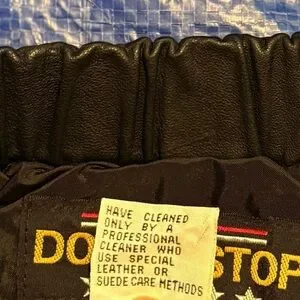 HAVE CLEANED
ONLY BY A
PROFESSIONAL
CLEANER WHO
USE SPECIAL
LEATHER OR
SUEDE CARE METHODS
DO STOP